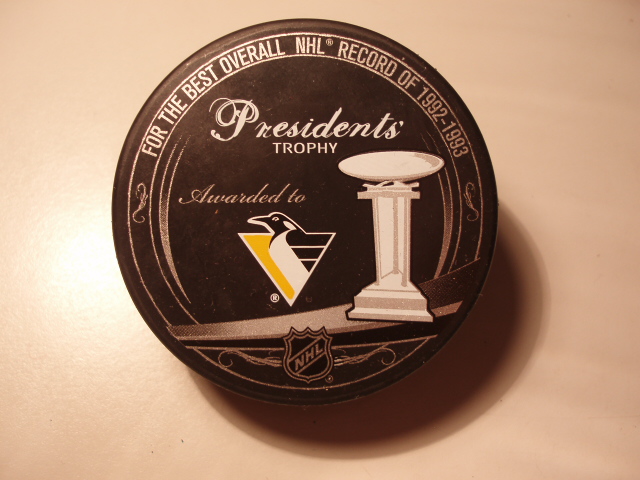 FOR THE BEST OVERALL NHL® RECORD OF 1992-1993
Presidents'
TROPHY
Awarded to
®
NHL
®